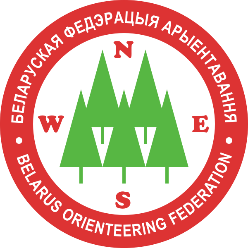 БЕЛАРУСКАЯ ФЕДЭРАЦЫЯ АРЫЕНТАВАННЯ
N
W E
S
• BELARUS ORIENTEERING FEDERATION •